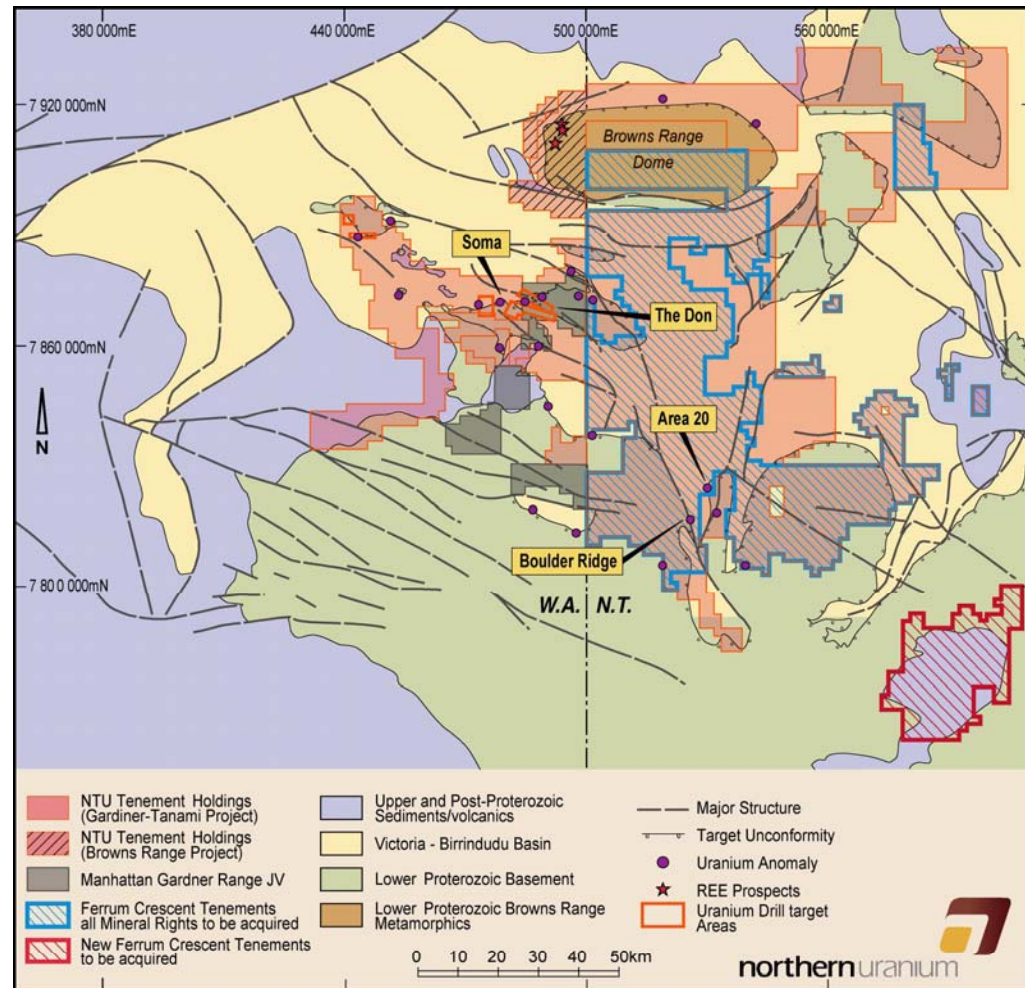 380 000mE
440 000mE
500 000mE
560 000mE
7 920 000mN
Browns Range
Dome
Soma
The Don
7 860 000mN
N
Area 20
Boulder Ridge
7 800 000mN
W.A.
N.T.
NTU Tenement Holdings
(Gardiner-Tanami Project)
NTU Tenement Holdings
(Browns Range Project)
Manhattan Gardner Range JV
Ferrum Crescent Tenements
all Mineral Rights to be acquired
New Ferrum Crescent Tenements
to be acquired
Upper and Post-Proterozoic
Sediments/volcanics
Victoria - Birrindudu Basin
Lower Proterozoic Basement
Lower Proterozoic Browns Range
Metamorphics
Major Structure
Target Unconformity
Uranium Anomaly
REE Prospects
Uranium Drill target
Areas
0 10 20 30 40 50km
northernuranium